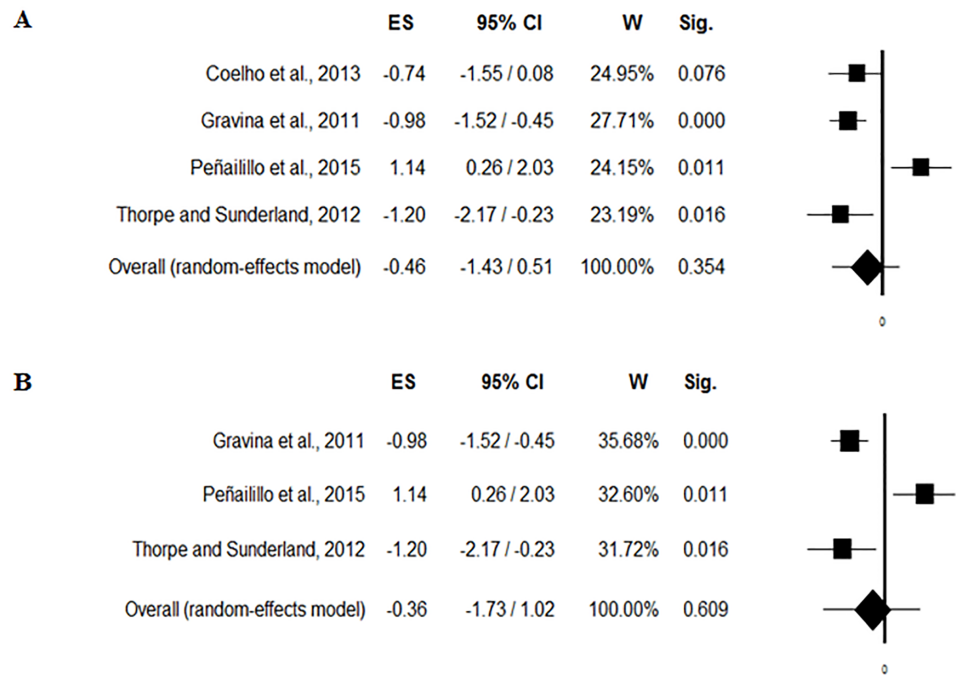 A
ES 95% CI W Sig.
Coelho et al., 2013 -0.74 -1.55 / 0.08 24.95% 0.076
Gravina et al., 2011 -0.98 -1.52 / -0.45 27.71% 0.000
Peñailillo et al., 2015 1.14 0.26 / 2.03 24.15% 0.011
Thorpe and Sunderland, 2012 -1.20 -2.17 / -0.23 23.19% 0.016
Overall (random-effects model) -0.46 -1.43 / 0.51 100.00% 0.354
0
B
ES 95% CI W Sig.
Gravina et al., 2011 -0.98 -1.52 / -0.45 35.68% 0.000
Peñailillo et al., 2015 1.14 0.26 / 2.03 32.60% 0.011
Thorpe and Sunderland, 2012 -1.20 -2.17 / -0.23 31.72% 0.016
Overall (random-effects model) -0.36 -1.73 / 1.02 100.00% 0.609
0